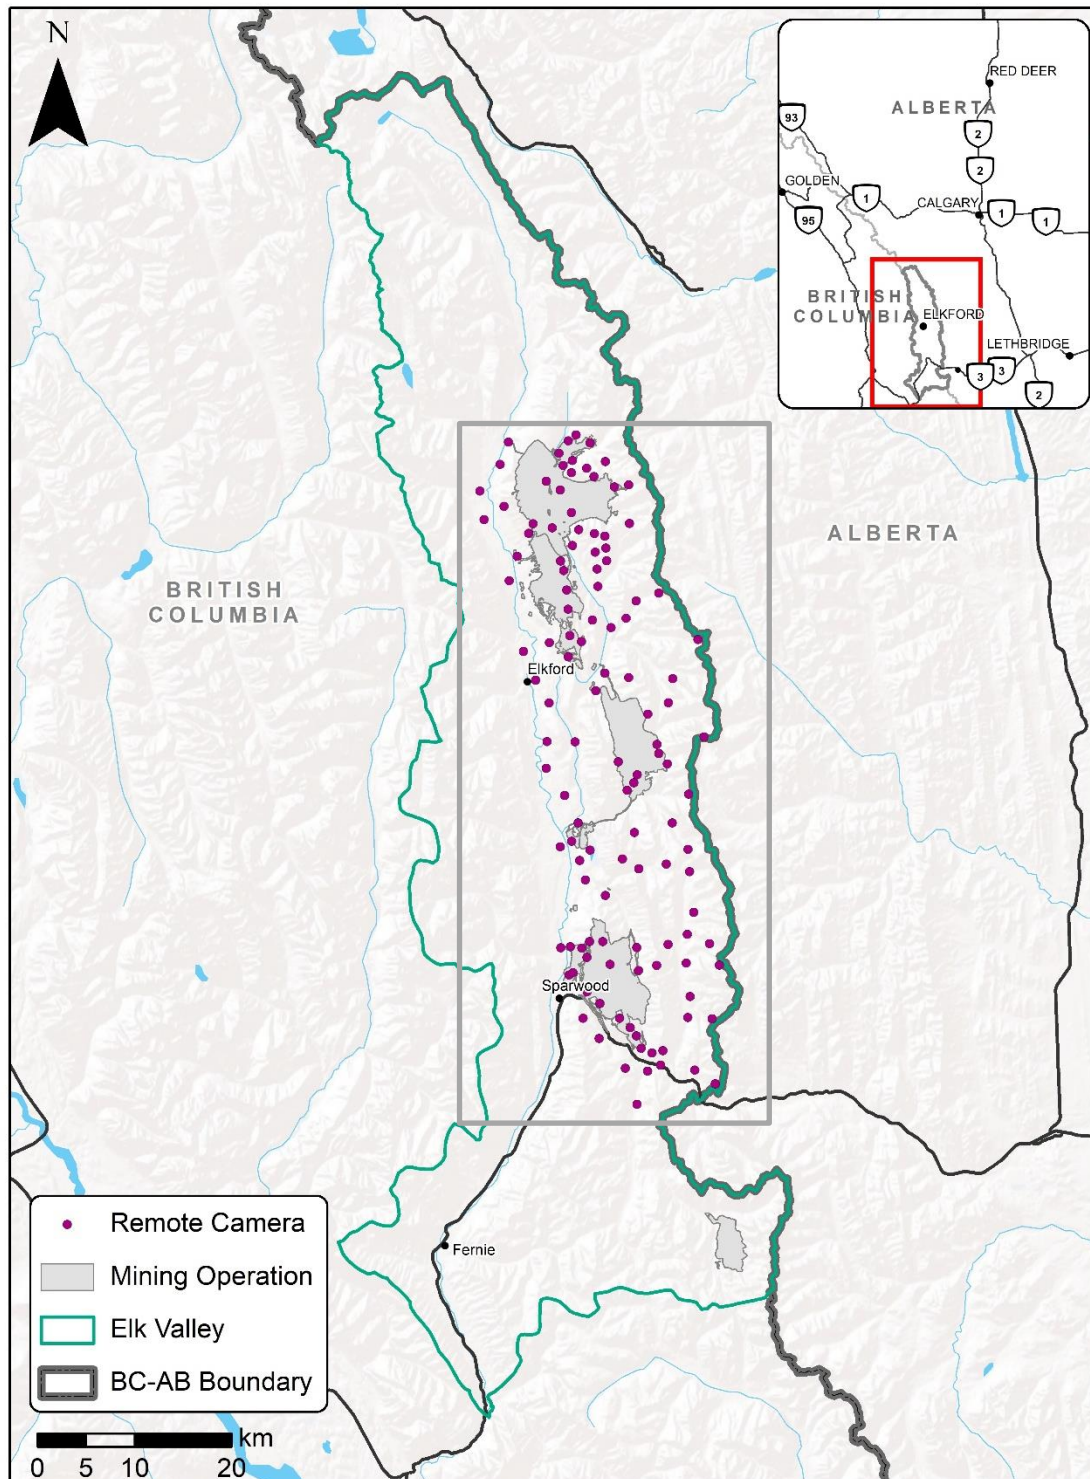 N
RED DEER
ALBERTA
93
2
2
GOLDEN
1
CALGARY
1
1
95
BRITISH
COLUMBIA
ELKFORD
LETHBRIDGE
3
3
2
ALBERTA
BRITISH
COLUMBIA
Elkford
Sparwood
Fernie
Remote Camera
Mining Operation
Elk Valley
BC-AB Boundary
km
0 5 10 20